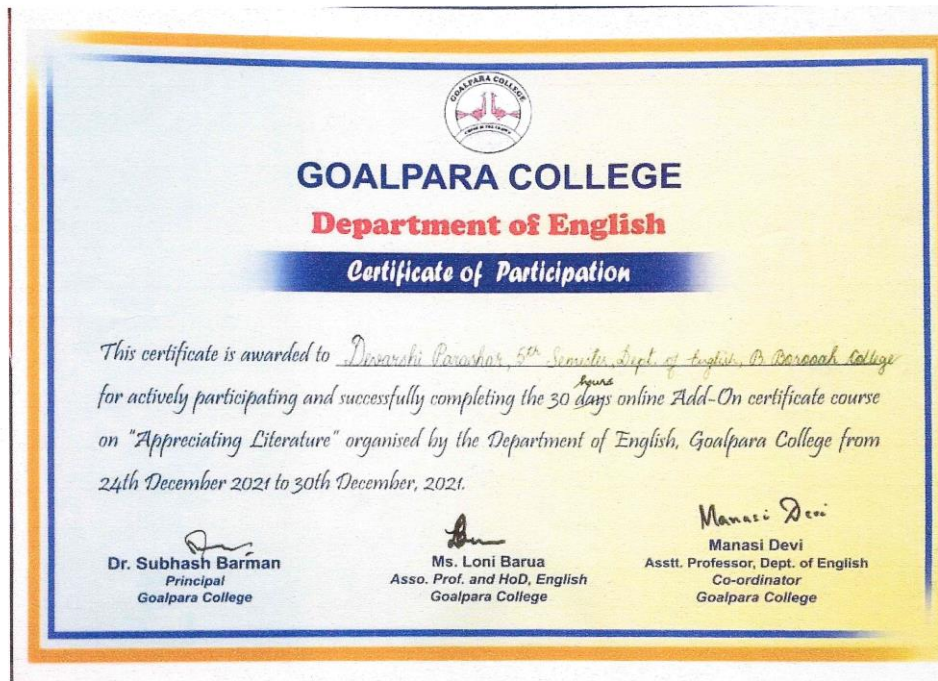 GOALPARA COLLEGE
GOALPARA COLLEGE
Department of English
Certificate of Participation
This certificate is awarded to Devarshi Parashar, 5th Semester, Dept. of English, B. Borooah College
hours
for actively participating and successfully completing the 30 days online Add-On certificate course
on "Appreciating Literature" organised by the Department of English, Goalpara College from
24th December 2021 to 30th December, 2021.
Manasi Devi
Dr. Subhash Barman
Principal
Goalpara College
Ms. Loni Barua
Asso. Prof. and HoD, English
Goalpara College
Manasi Devi
Asstt. Professor, Dept. of English
Co-ordinator
Goalpara College